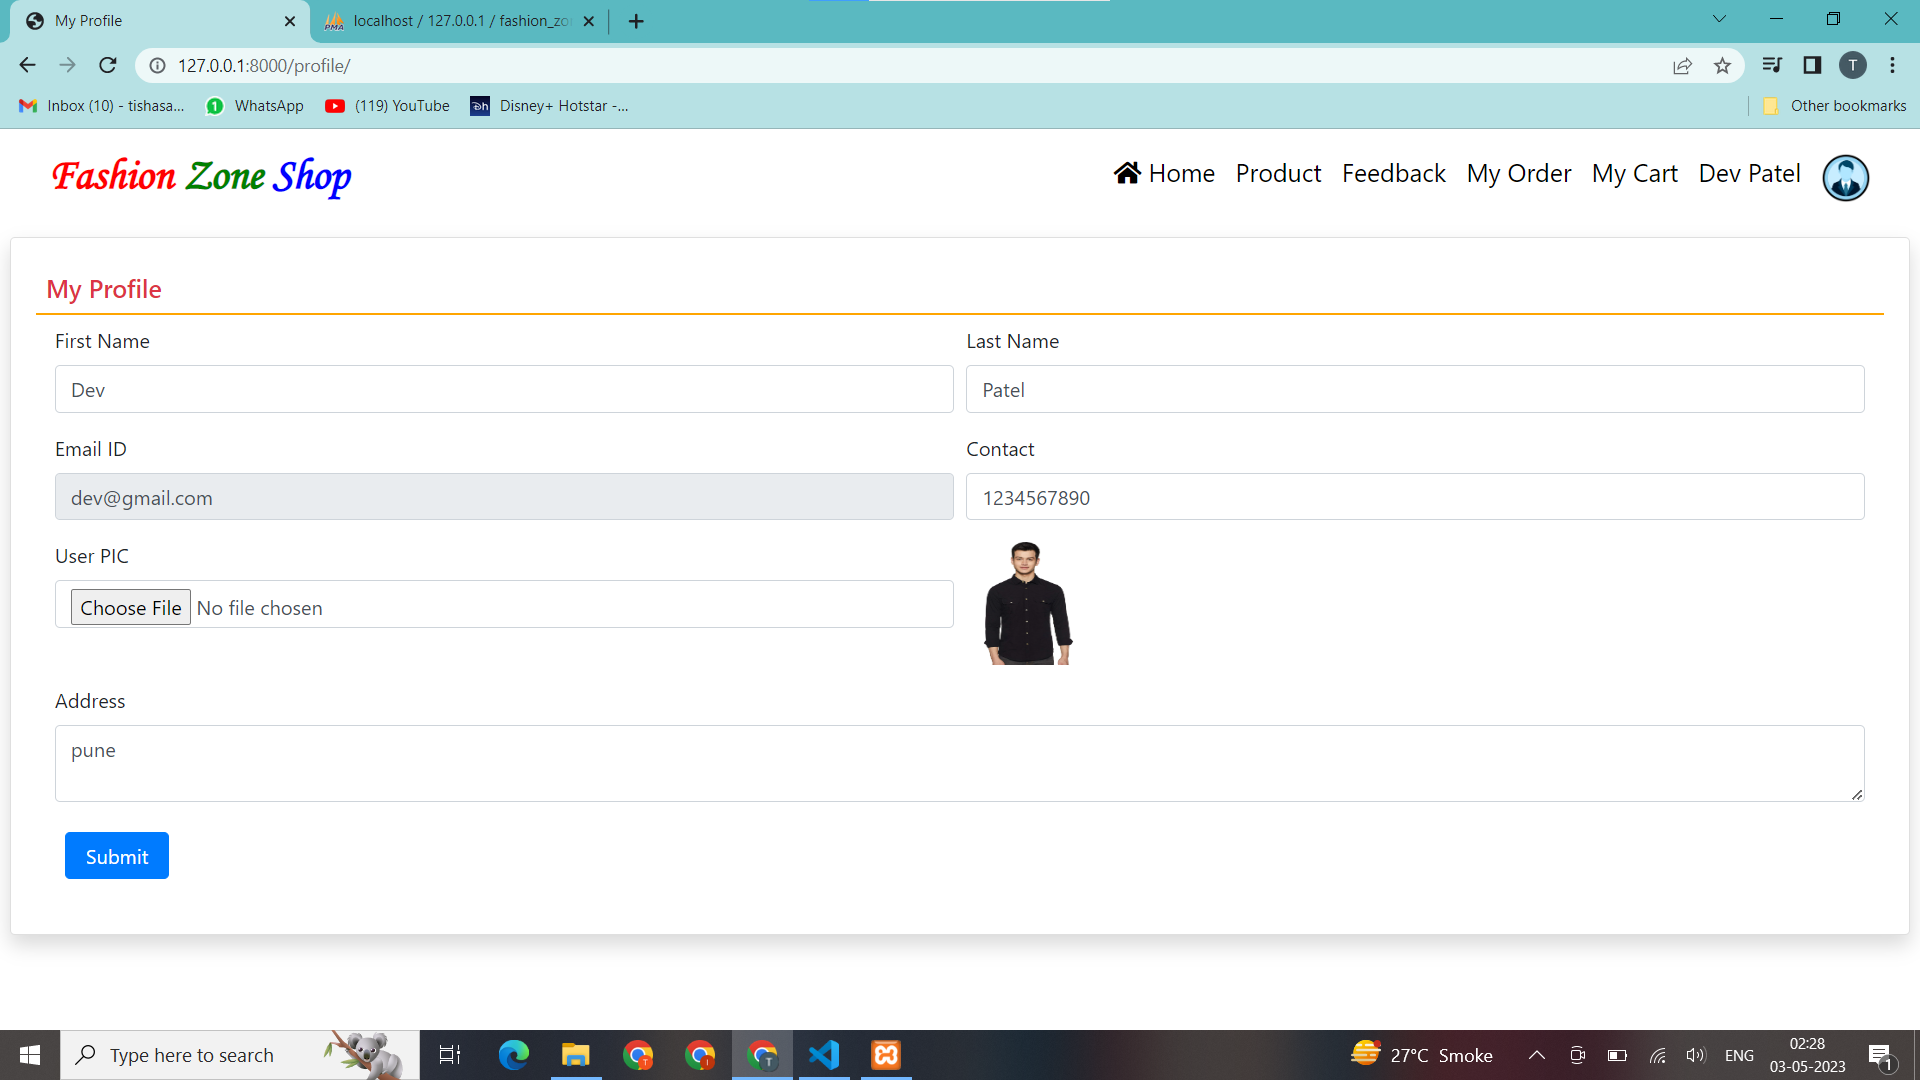 My Profile
localhost / 127.0.0.1 / fashion_zo
127.0.0.1:8000/profile/
T
Inbox (10) - tishasa...
WhatsApp
(119) YouTube
Disney+ Hotstar -...
Other bookmarks
Fashion Zone Shop
Home
Product
Feedback
My Order
My Cart
Dev Patel
My Profile
First Name
Last Name
Dev
Patel
Email ID
Contact
dev@gmail.com
1234567890
User PIC
Choose File No file chosen
Address
pune
Submit
Type here to search
27°C Smoke
ENG
02:28
03-05-2023
1